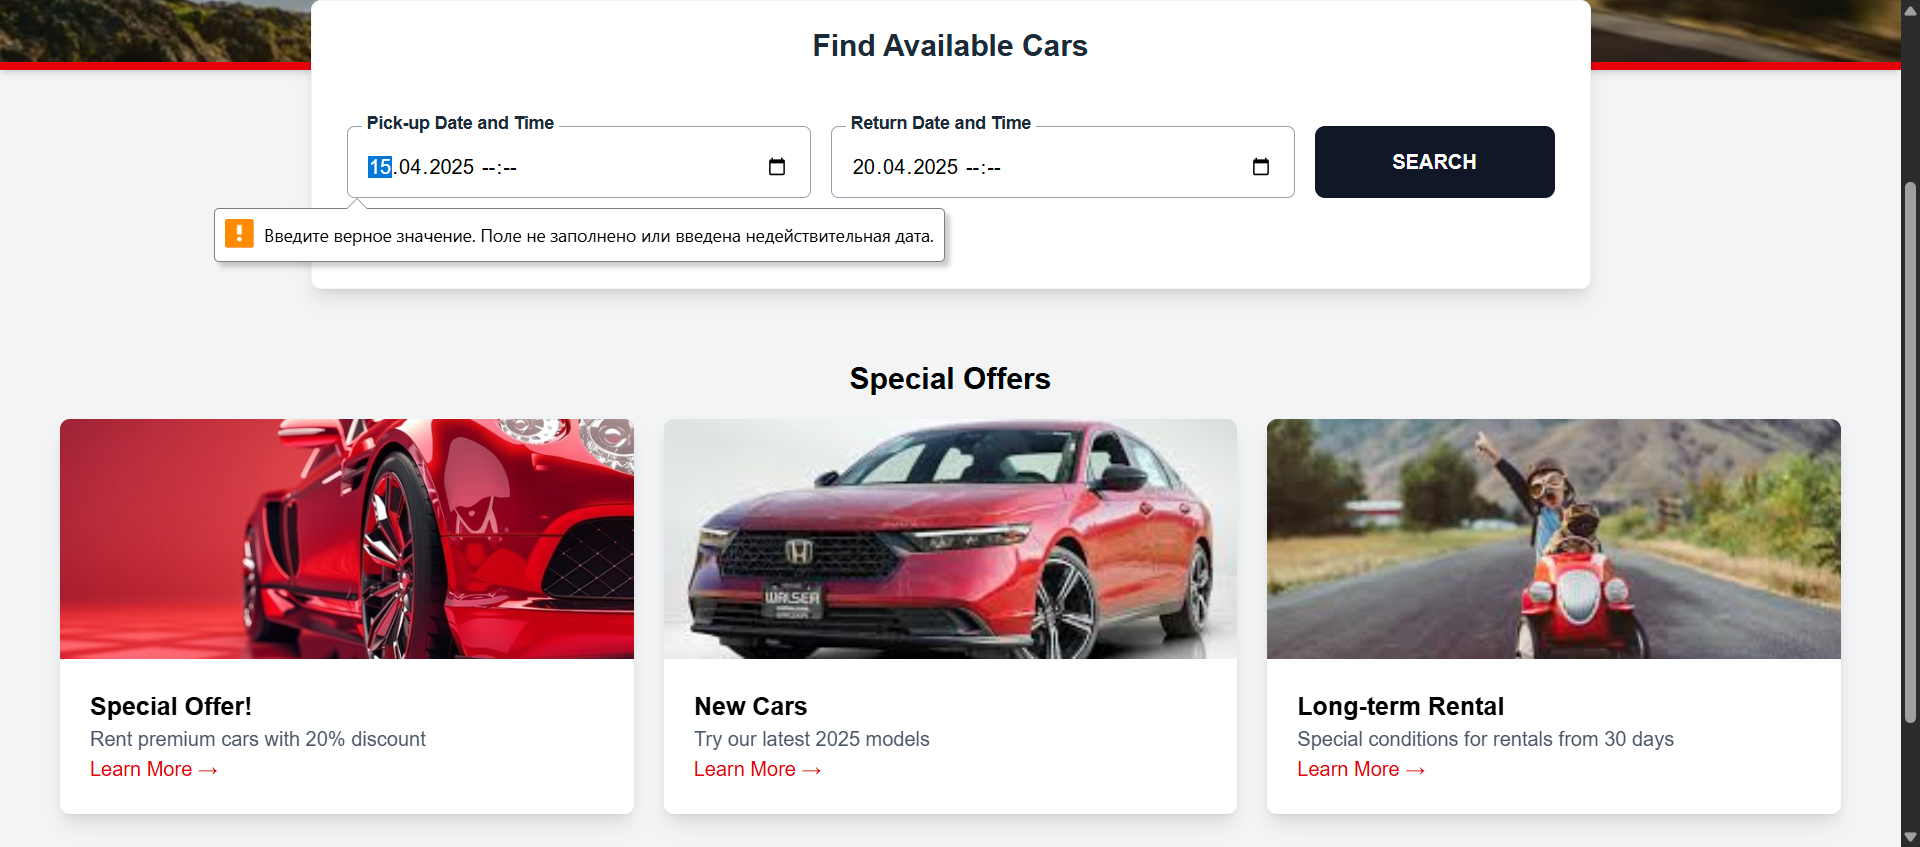 Find Available Cars
Pick-up Date and Time
Return Date and Time
15.04.2025 --:--
20.04.2025 --:--
SEARCH
Введите верное значение. Поле не заполнено или введена недействительная дата.
Special Offers
WALSER
Special Offer!
Rent premium cars with 20% discount
Learn More →
New Cars
Try our latest 2025 models
Learn More →
Long-term Rental
Special conditions for rentals from 30 days
Learn More →